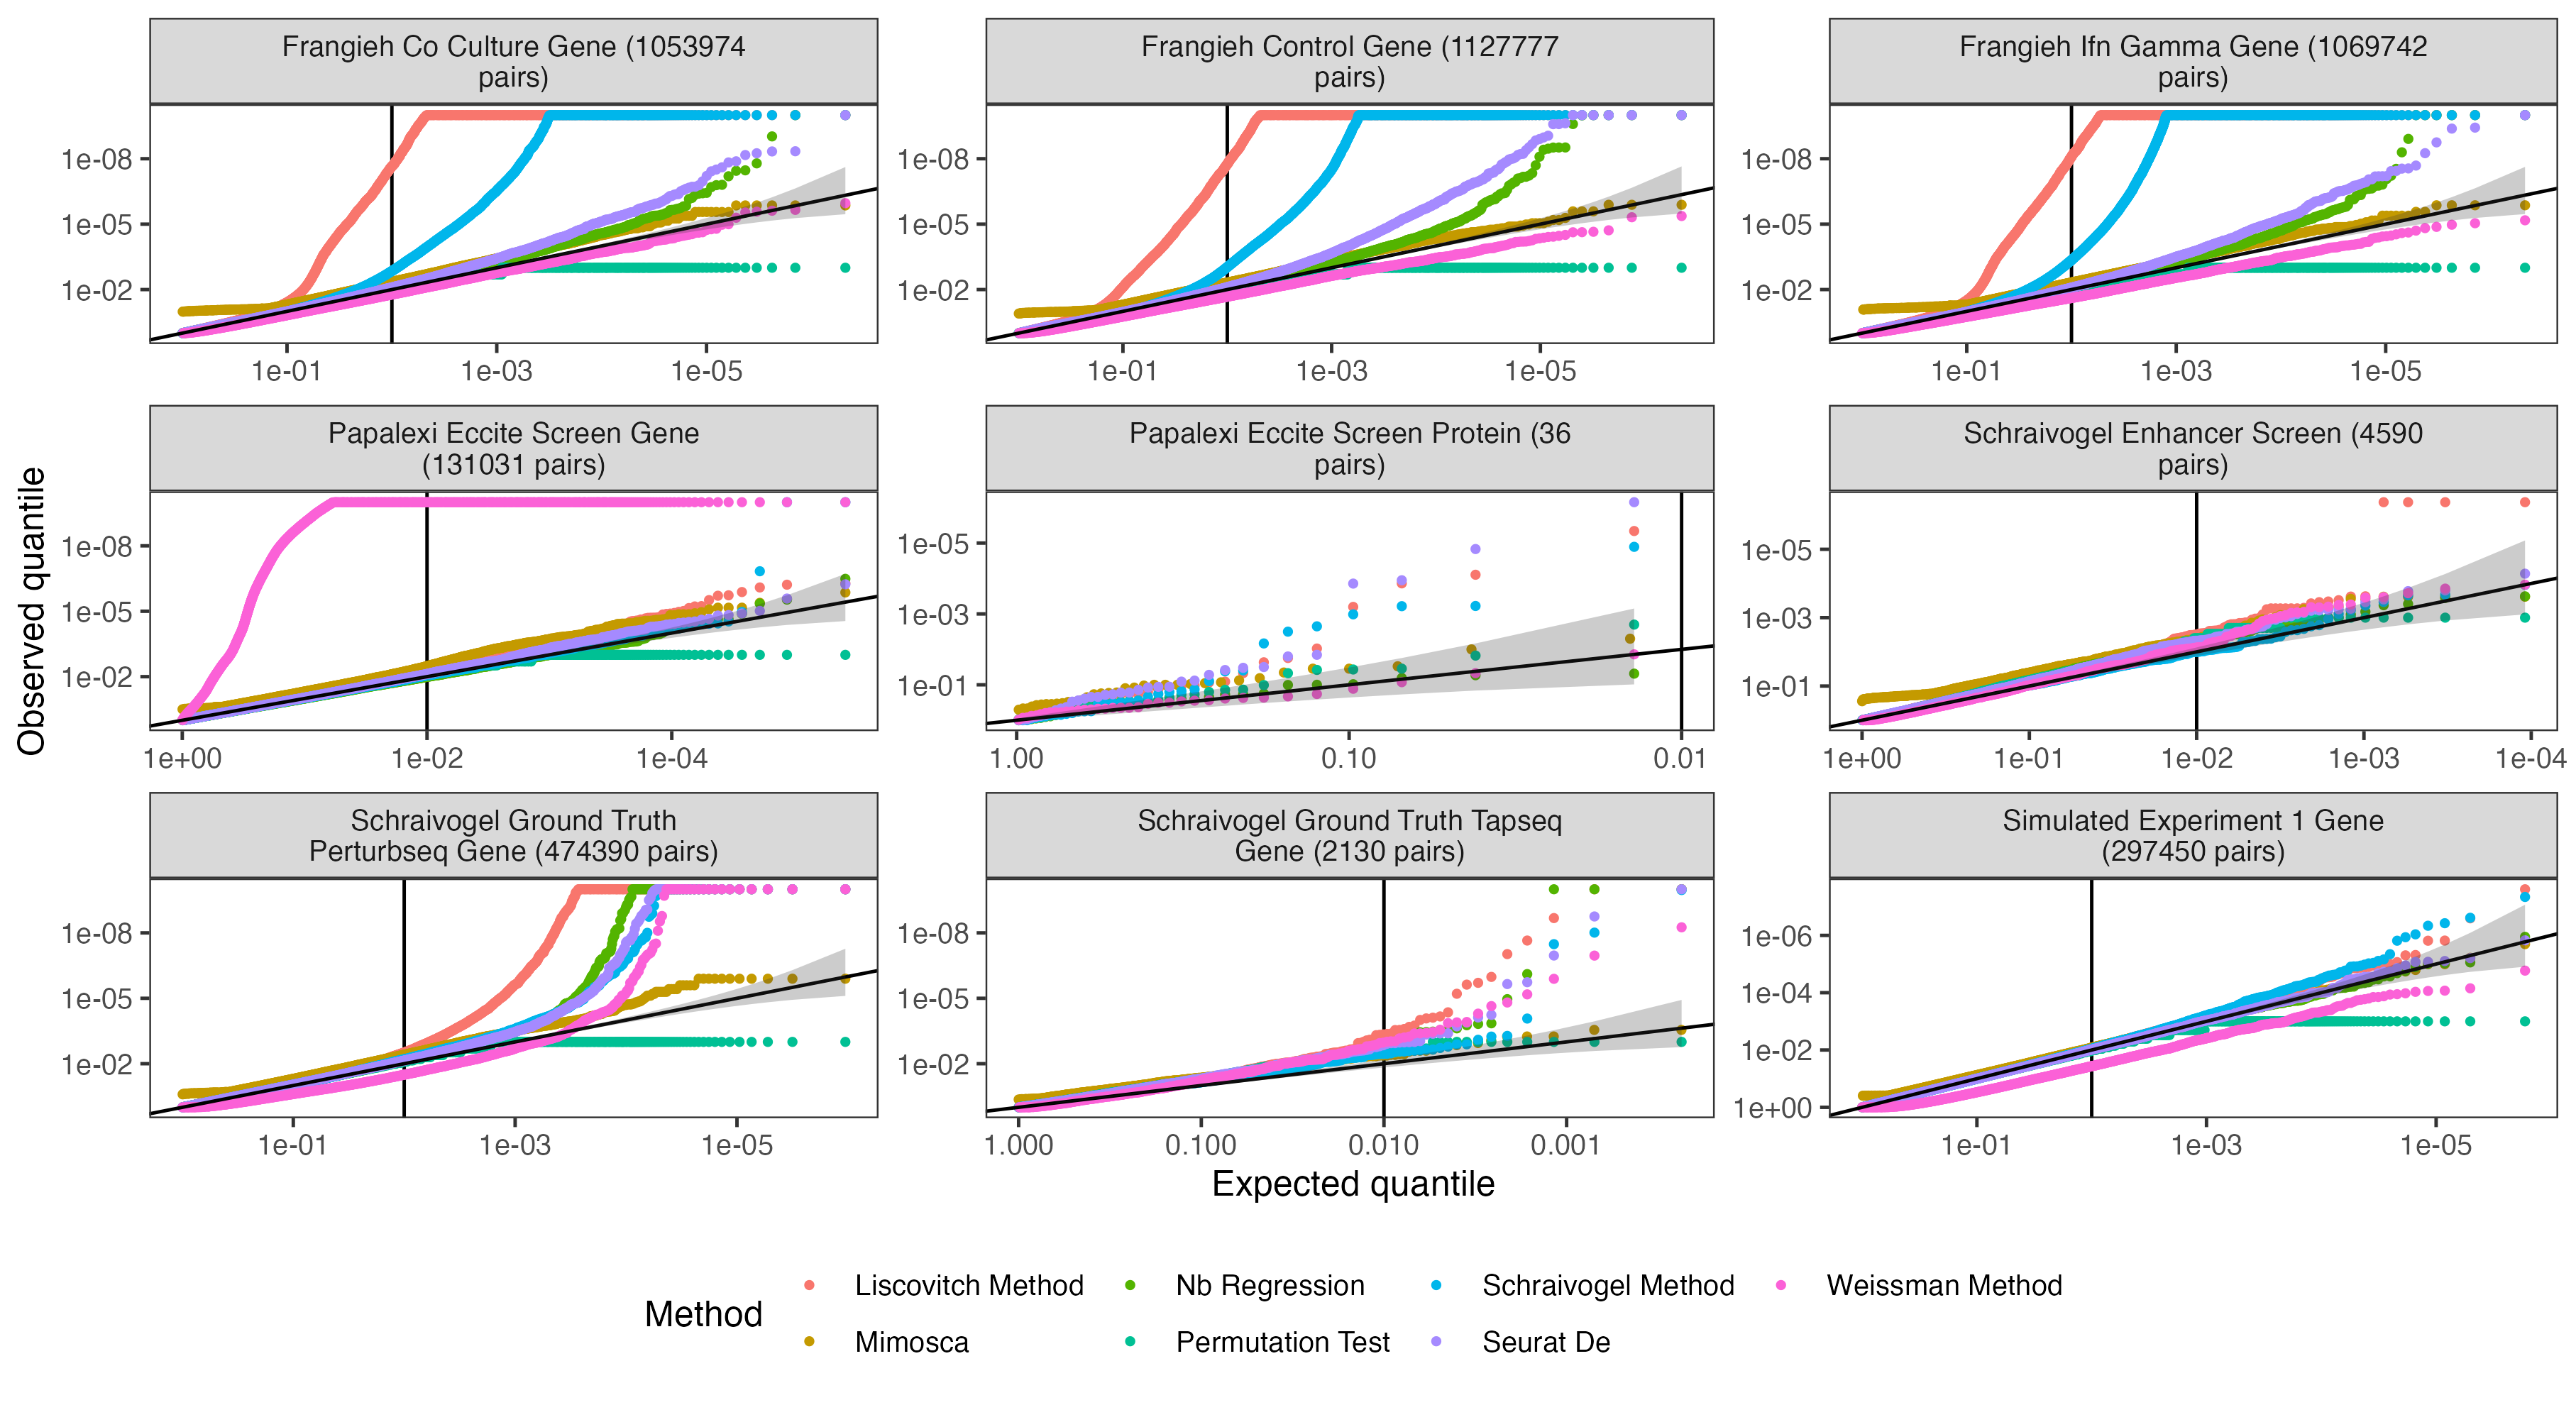 Frangieh Co Culture Gene (1053974
pairs)
Frangieh Control Gene (1127777
pairs)
Frangieh Ifn Gamma Gene (1069742
pairs)
1e-08
1e-05
1e-02
1e-08
1e-05
1e-02
1e-08
1e-05
1e-02
1e-01 1e-03 1e-05
1e-01 1e-03 1e-05
1e-01 1e-03 1e-05
Observed quantile
Papalexi Eccite Screen Gene
(131031 pairs)
Papalexi Eccite Screen Protein (36
pairs)
Schraivogel Enhancer Screen (4590
pairs)
1e-08
1e-05
1e-02
1e-05
1e-03
1e-01
1e-05
1e-03
1e-01
1e+00 1e-02 1e-04
1.00 0.10 0.01
1e+00 1e-01 1e-02 1e-03 1e-04
Schraivogel Ground Truth
Perturbseq Gene (474390 pairs)
Schraivogel Ground Truth Tapseq
Gene (2130 pairs)
Simulated Experiment 1 Gene
(297450 pairs)
1e-08
1e-05
1e-02
1e-08
1e-05
1e-02
1e-06
1e-04
1e-02
1e+00
1e-01 1e-03 1e-05
1.000 0.100 0.010 0.001
1e-01 1e-03 1e-05
Expected quantile
Method
Liscovitch Method
Nb Regression
Schraivogel Method
Weissman Method
Mimosca
Permutation Test
Seurat De